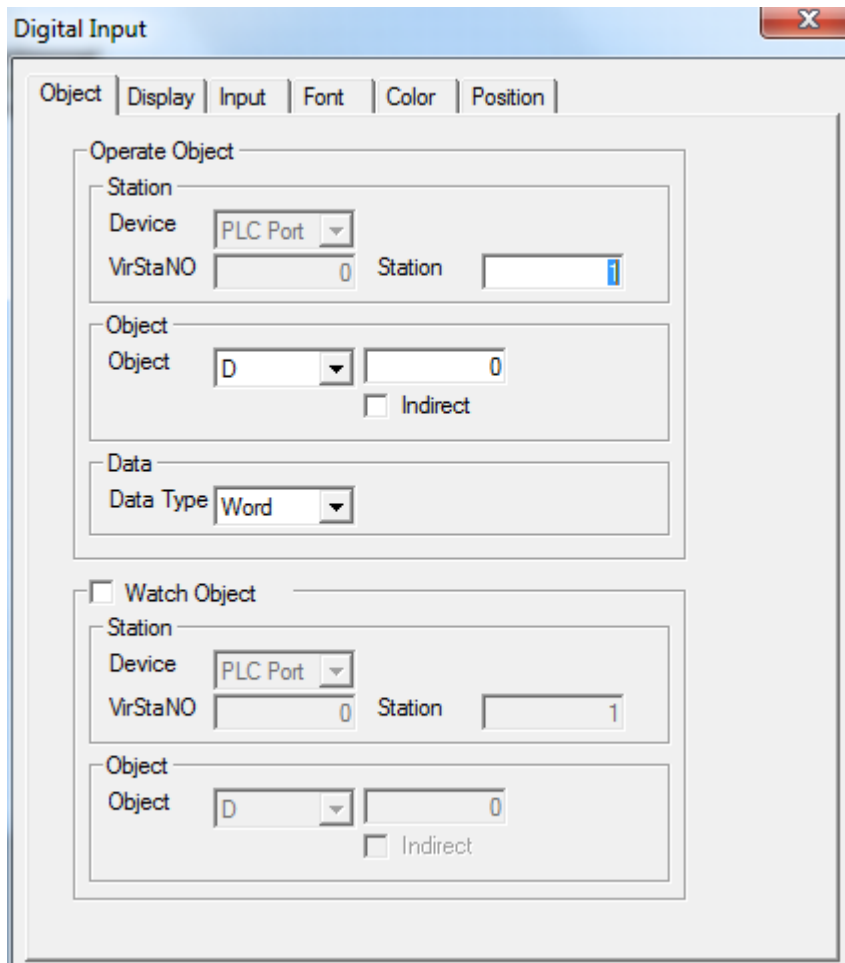 Digital Input
Object Display Input Font Color Position
Operate Object
Station
Device PLC Port
VirStaNO 0 Station 1
Object
Object D 0
Indirect
Data
Data Type Word
Watch Object
Station
Device PLC Port
VirStaNO 0 Station 1
Object
Object D 0
Indirect